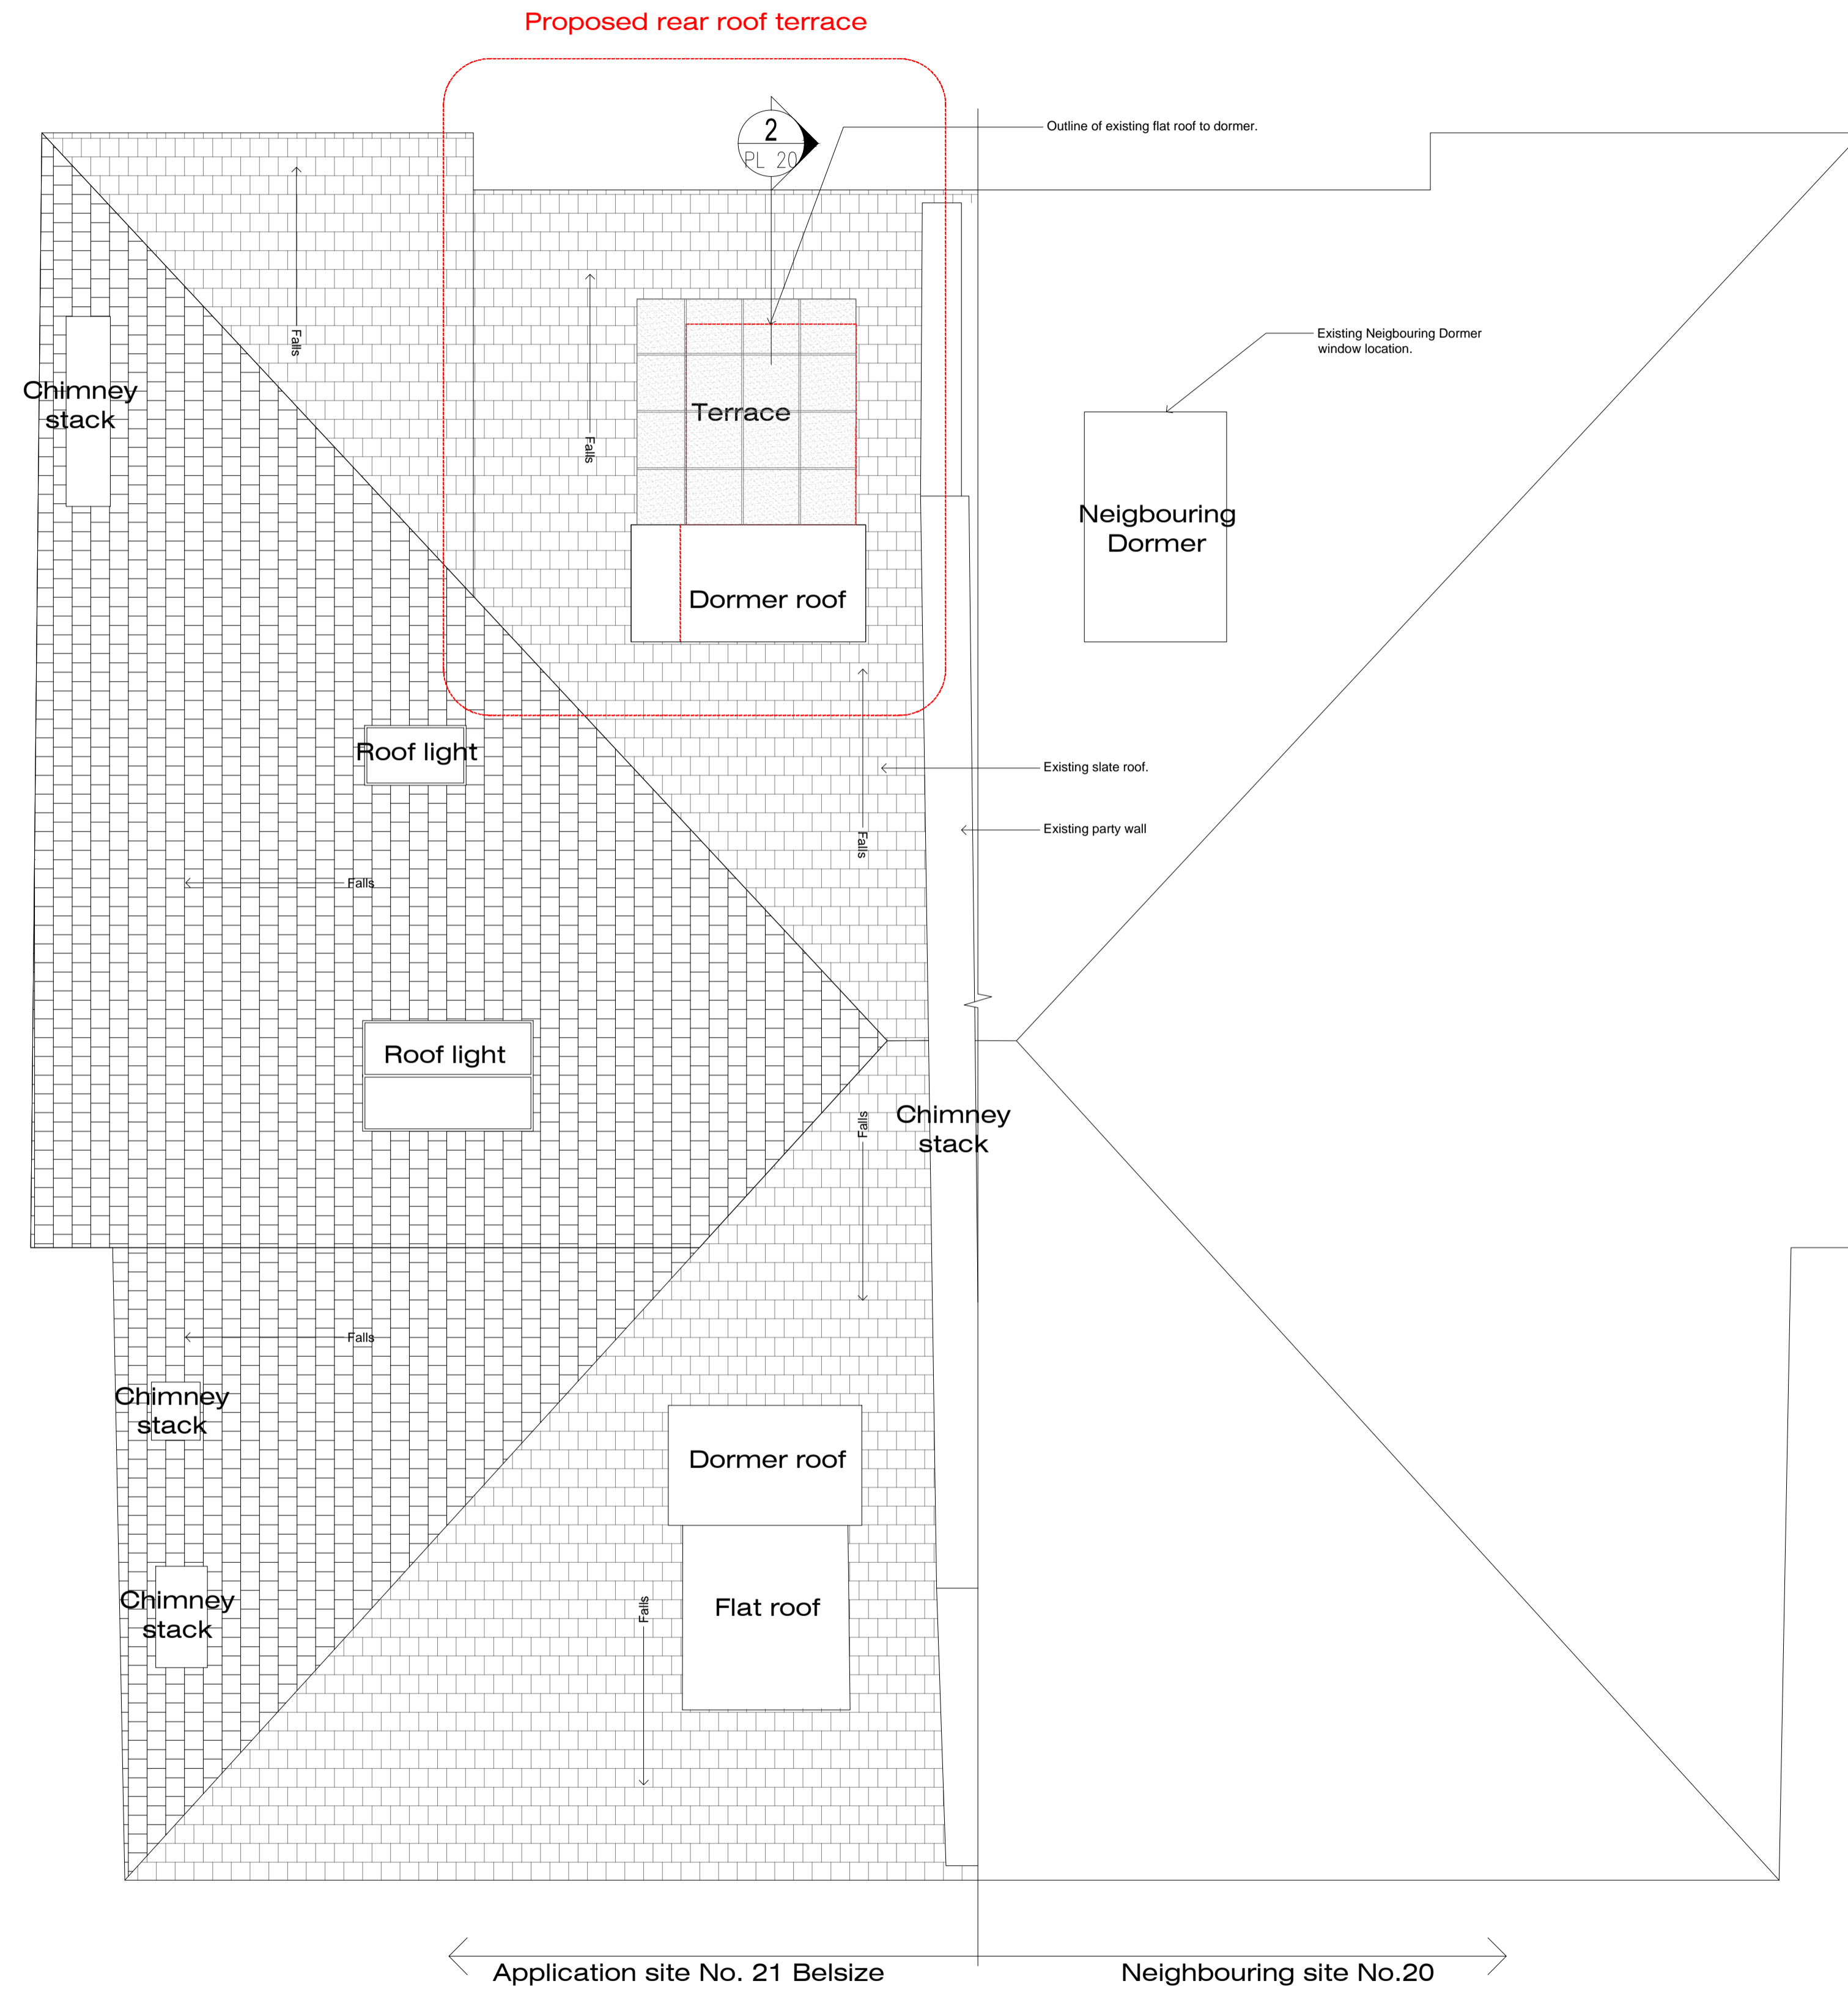 Proposed rear roof terrace
2
PL 20
Outline of existing flat roof to dormer.
Falls
Existing Neigbouring Dormer
window location.
Chimney
stack
Terrace
Falls
Neigbouring
Dormer
Dormer roof
Roof light
Existing slate roof.
Existing party wall
Falls
Falls
Roof light
Chimney
stack
Falls
Falls
Chimney
stack
Dormer roof
Chimney
stack
Falls
Flat roof
Application site No. 21 Belsize
Neighbouring site No.20